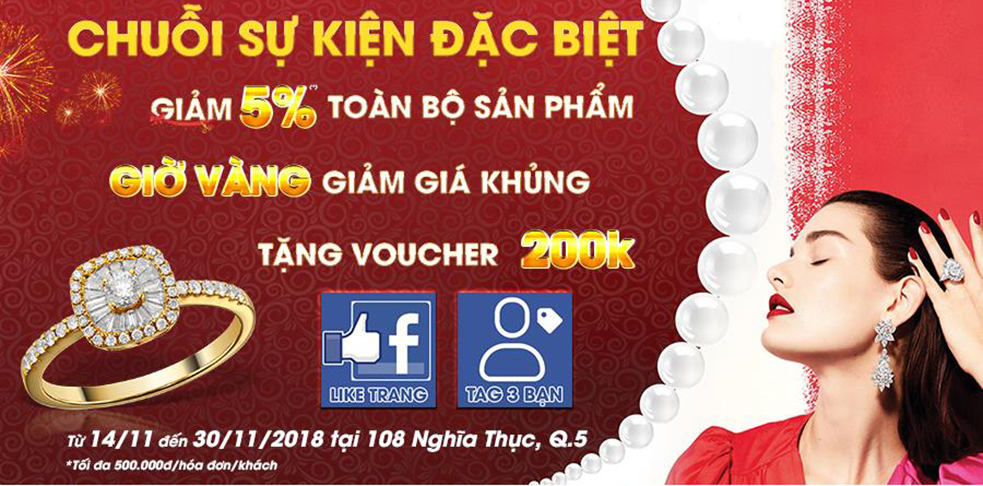 CHUỖI SỰ KIỆN ĐẶC BIỆT
GIẢM 5% TOÀN BỘ SẢN PHẨM
GIỜ VÀNG GIẢM GIÁ KHỦNG
TẶNG VOUCHER 200k
LIKE TRANG
TAG 3 BẠN
Từ 14/11 đến 30/11/2018 tại 108 Nghĩa Thục, Q.5
*Tối đa 500.000đ/hóa đơn/khách